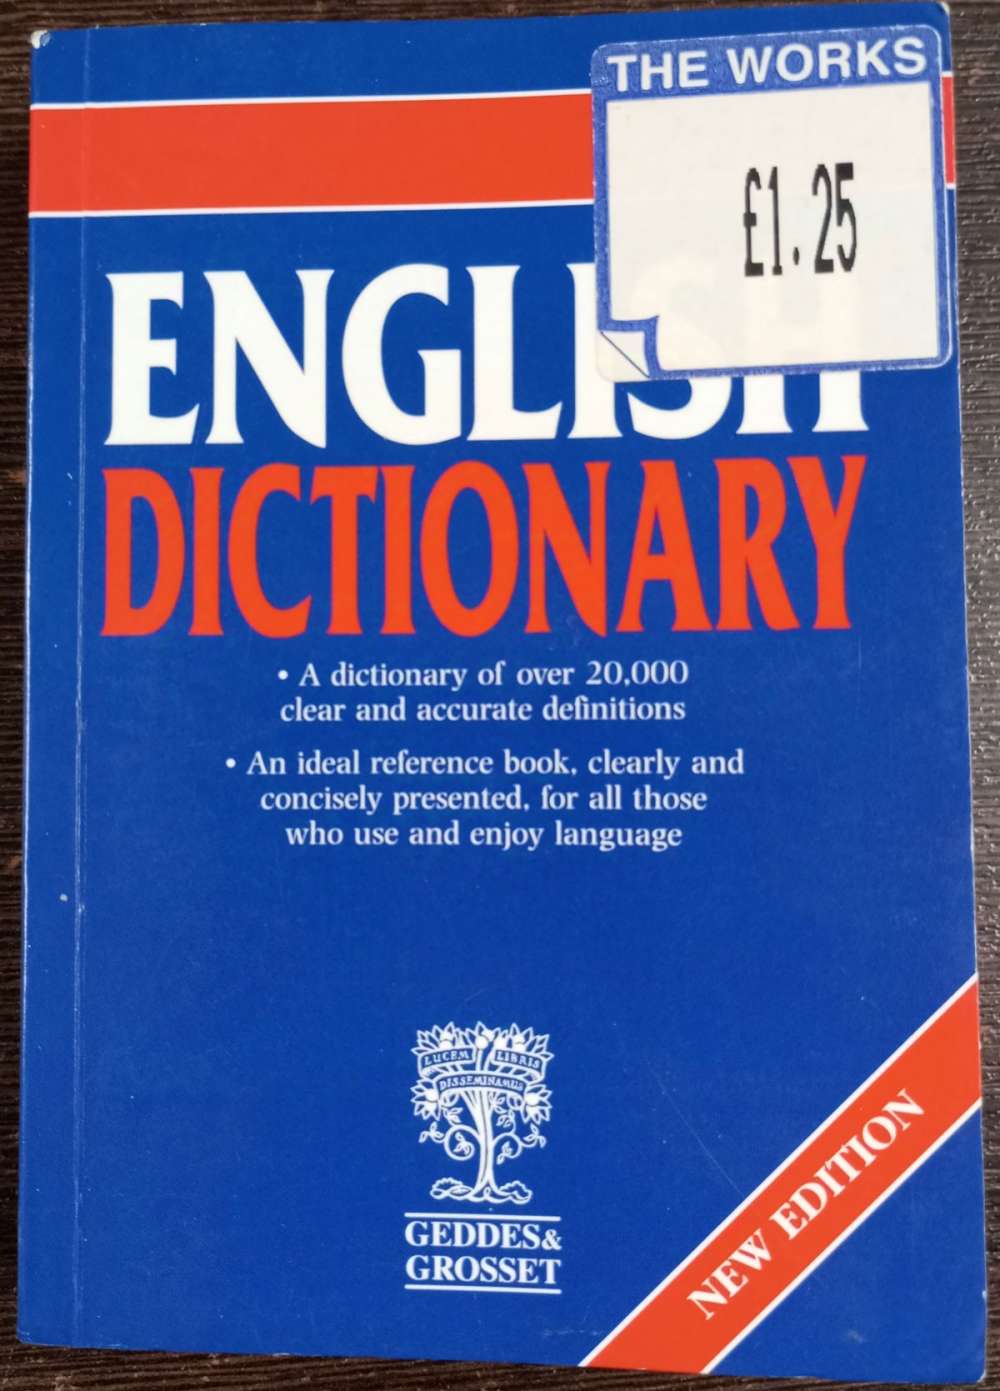 THE WORKS
£1.25
ENGLISH
DICTIONARY
• A dictionary of over 20,000
clear and accurate definitions
• An ideal reference book, clearly and
concisely presented, for all those
who use and enjoy language
LUCEM LIBRIS
DISSEMINAMUS
GEDDES&
GROSSET
NEW EDITION